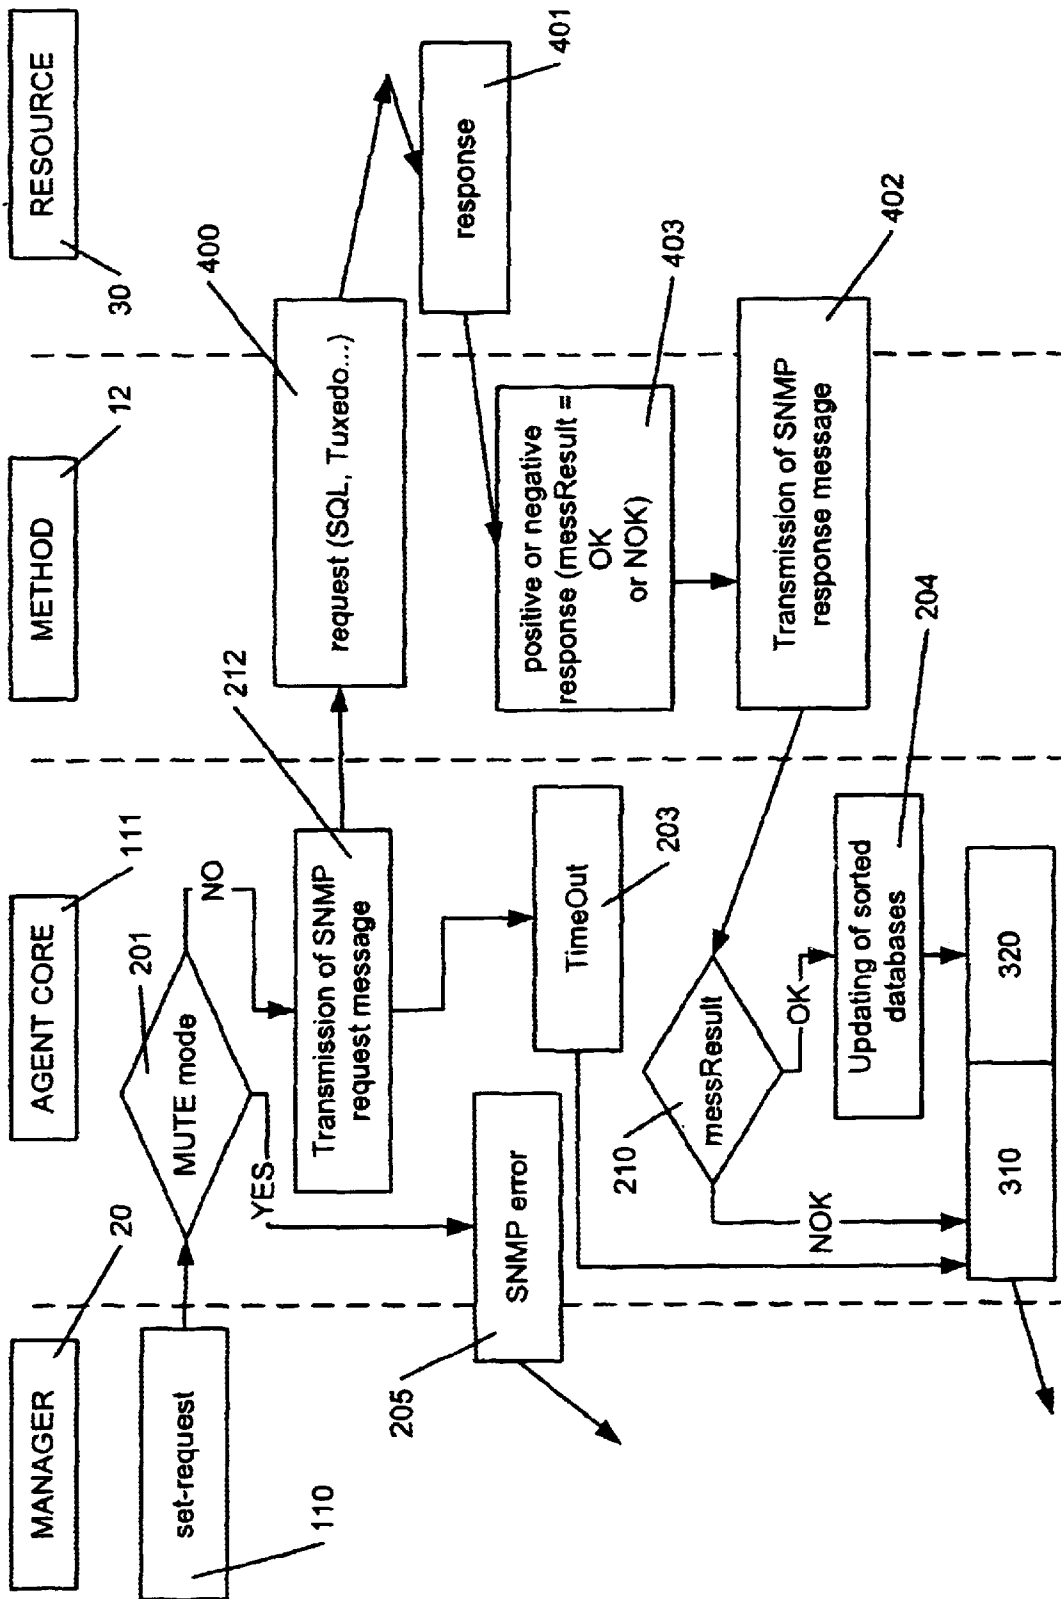 MANAGER
20
AGENT CORE
111
METHOD
12
RESOURCE
30
set-request
110
MUTE mode
201
NO
YES
Transmission of SNMP
request message
212
request (SQL, Tuxedo...)
400
response
401
SNMP error
205
TimeOut
203
positive or negative
response (messResult =
OK
or NOK)
403
messResult
210
OK
NOK
Transmission of SNMP
response message
402
Updating of sorted
databases
204
310
320